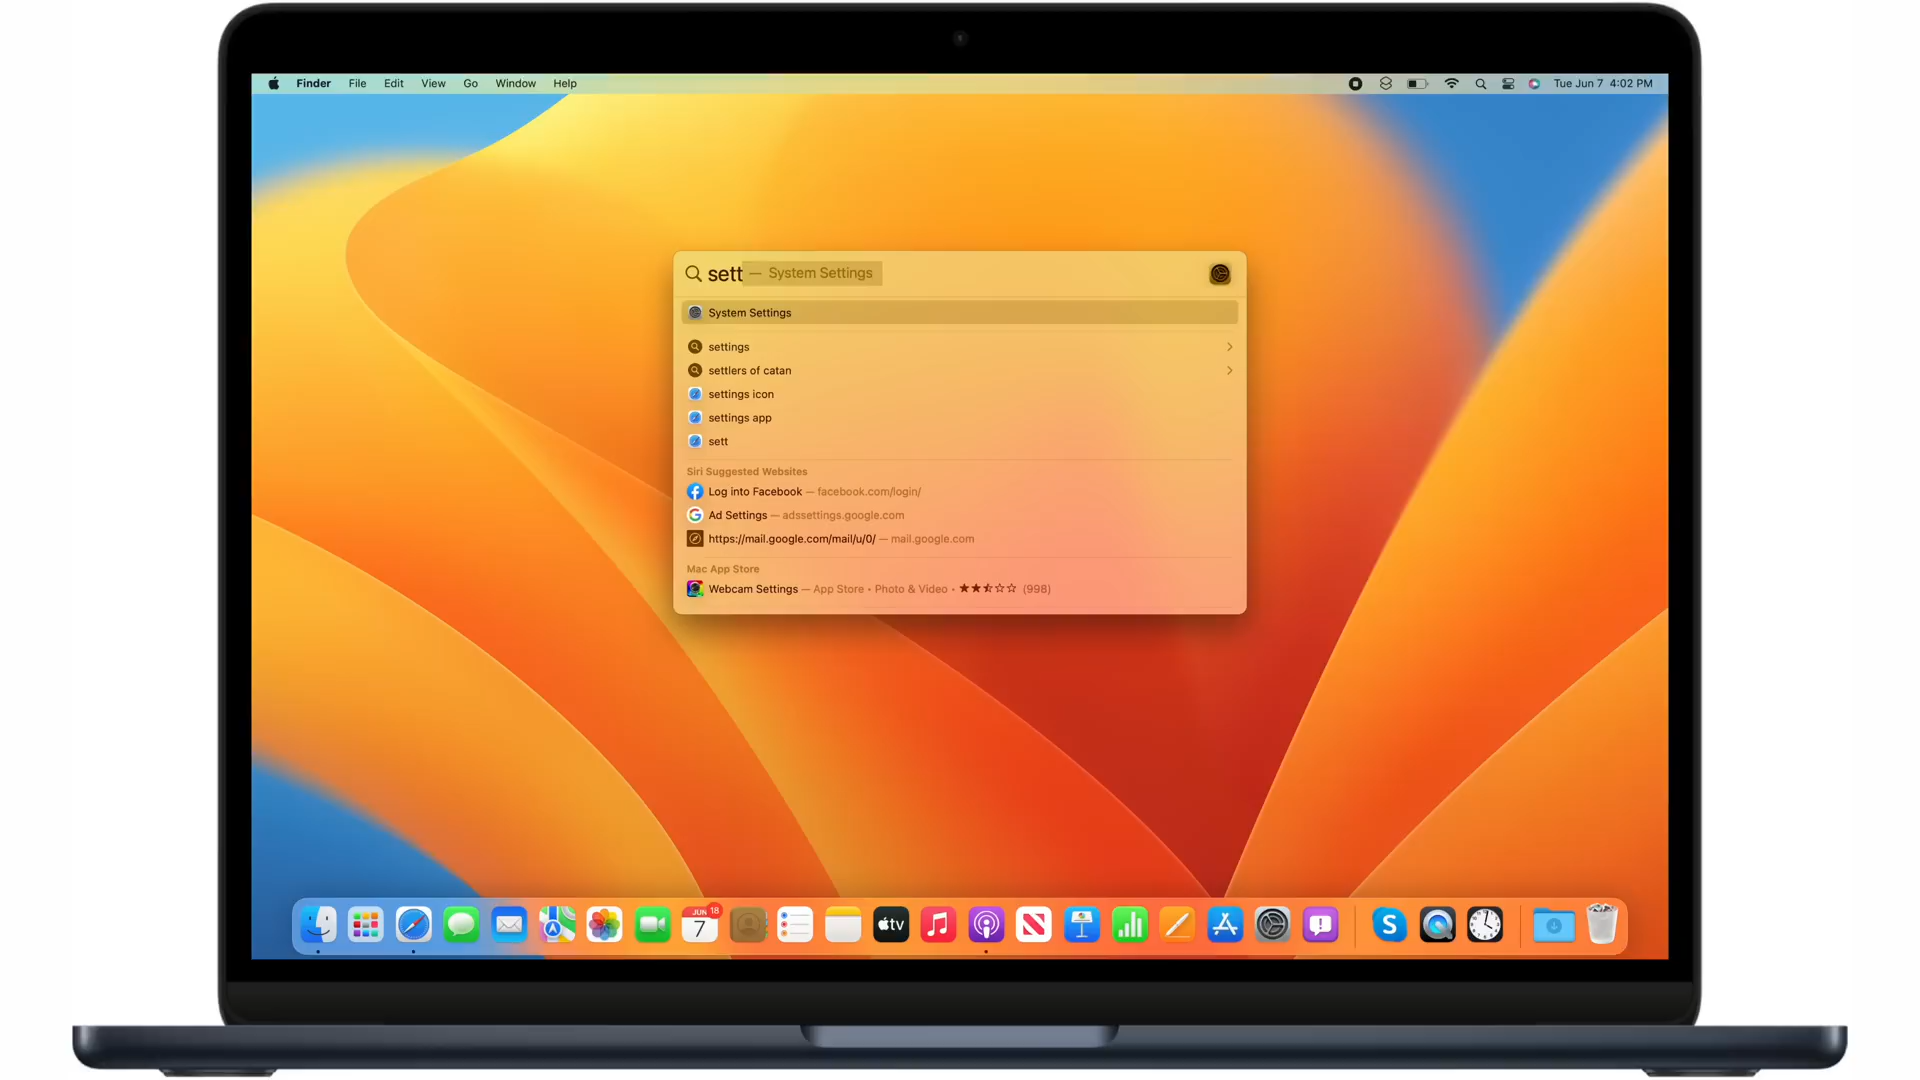 Finder File Edit View Go Window Help Tue Jun 7 4:02 PM
sett — System Settings
System Settings
settings
settlers of catan
settings icon
settings app
sett
Siri Suggested Websites
Log into Facebook — facebook.com/login/
Ad Settings — adssettings.google.com
https://mail.google.com/mail/u/0/ — mail.google.com
Mac App Store
Webcam Settings — App Store • Photo & Video • ★★⯪☆☆ (998)
JUN 18
7
tv
S